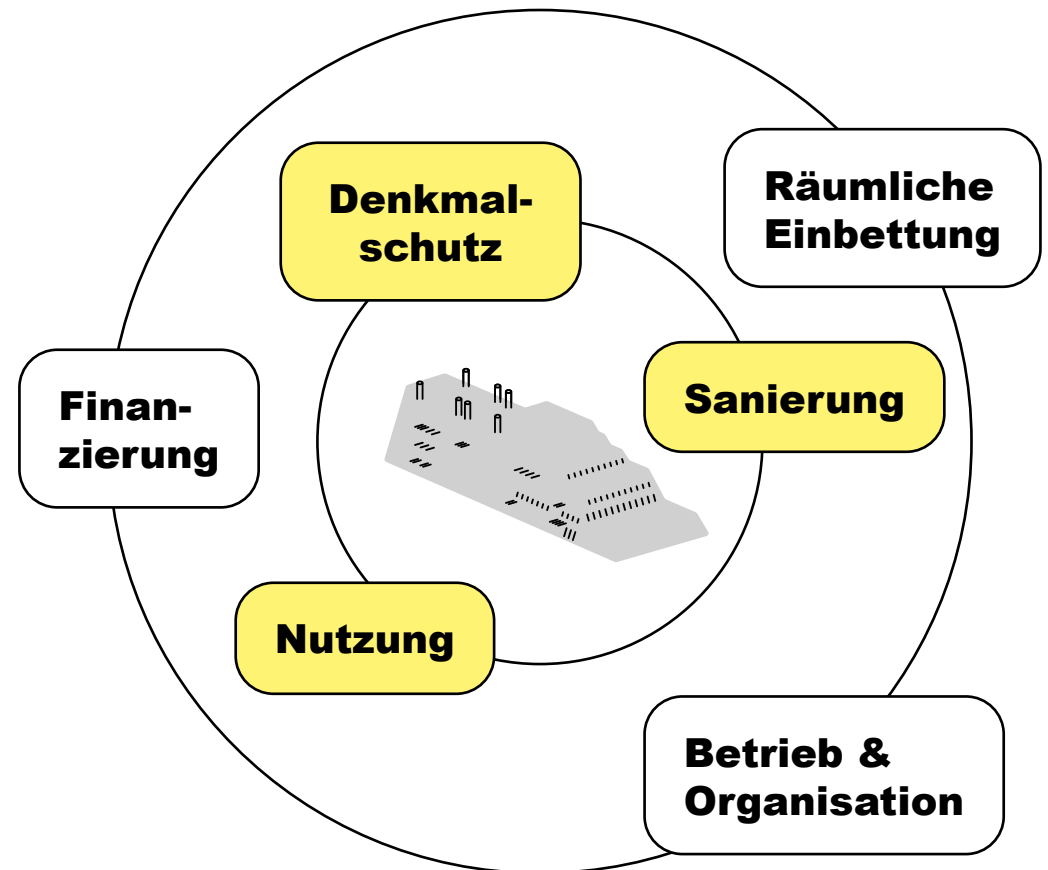 Denkmal-
schutz
Räumliche
Einbettung
Finan-
zierung
Sanierung
Nutzung
Betrieb &
Organisation